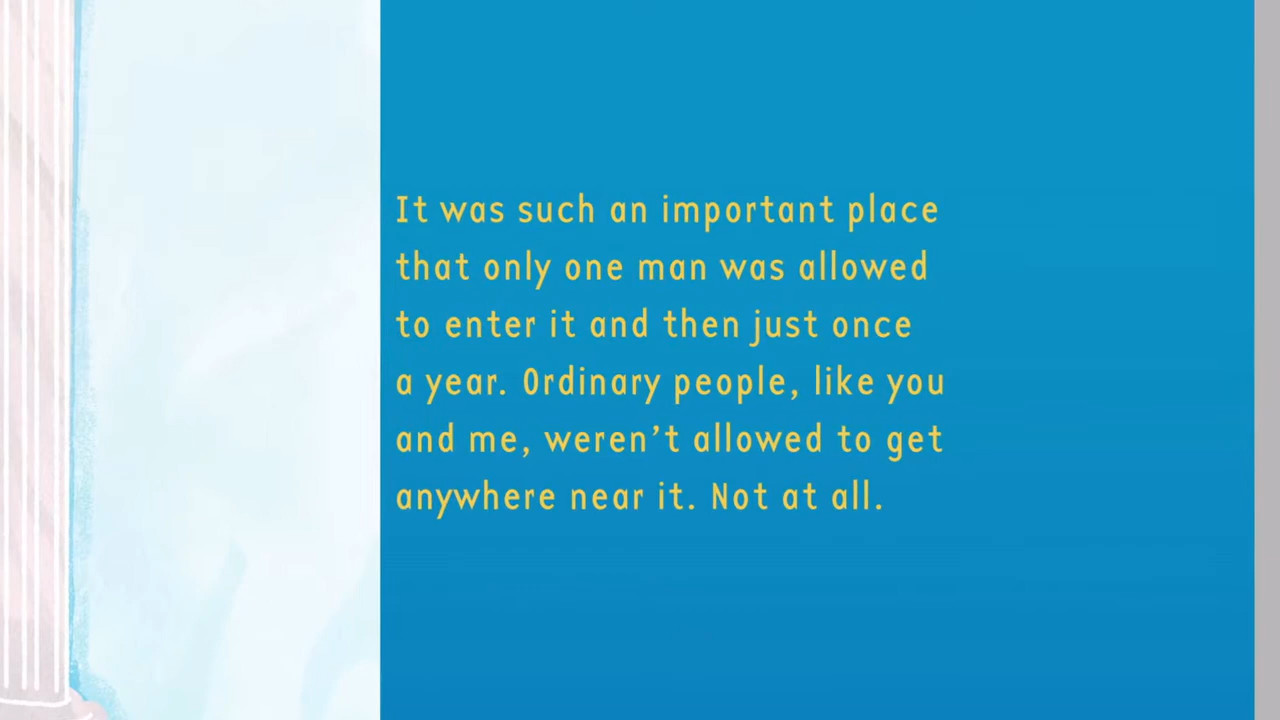 It was such an important place
that only one man was allowed
to enter it and then just once
a year. Ordinary people, like you
and me, weren’t allowed to get
anywhere near it. Not at all.